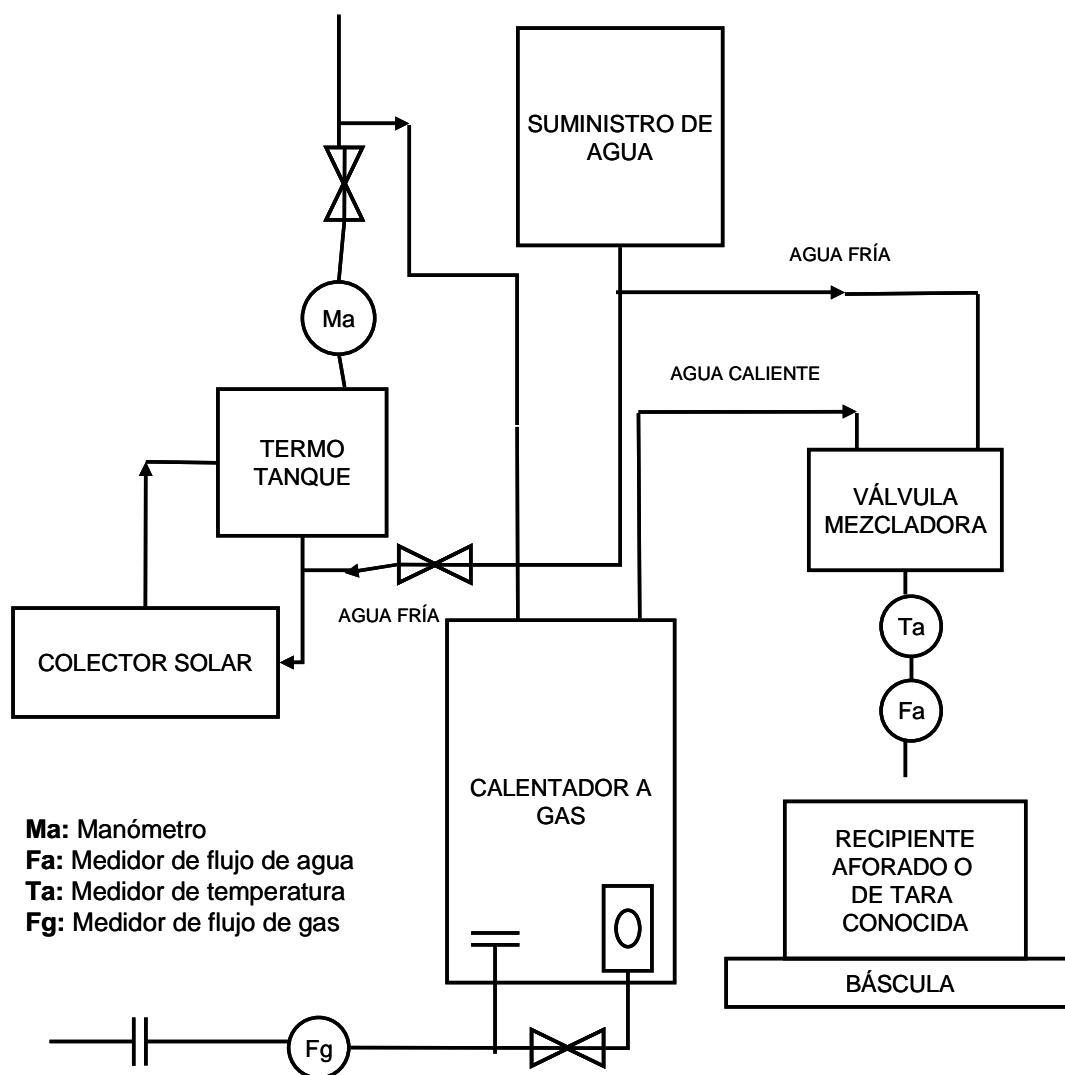 SUMINISTRO DE
AGUA
AGUA FRÍA
Ma
AGUA CALIENTE
TERMO
TANQUE
VÁLVULA
MEZCLADORA
AGUA FRÍA
Ta
COLECTOR SOLAR
Fa
CALENTADOR A
GAS
Ma: Manómetro
Fa: Medidor de flujo de agua
Ta: Medidor de temperatura
Fg: Medidor de flujo de gas
RECIPIENTE
AFORADO O
DE TARA
CONOCIDA
BÁSCULA
Fg